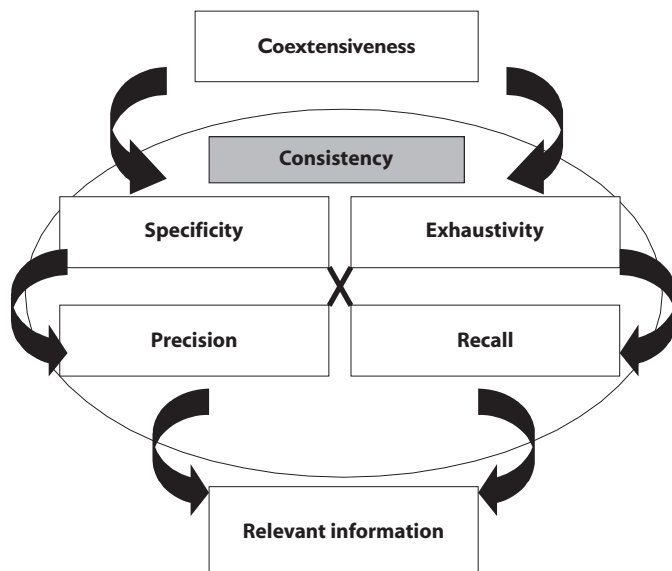 Coextensiveness
Consistency
Specificity
Exhaustivity
Precision
Recall
Relevant information